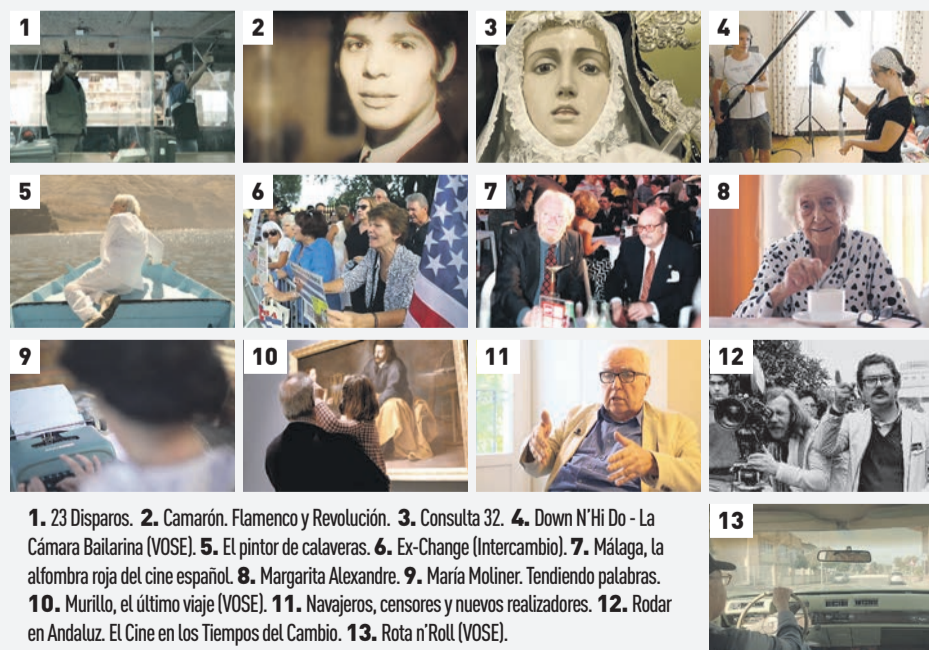 1
2
3
4
5
6
7
8
9
10
11
12
13
1. 23 Disparos. 2. Camarón. Flamenco y Revolución. 3. Consulta 32. 4. Down N'Hi Do - La
Cámara Bailarina (VOSE). 5. El pintor de calaveras. 6. Ex-Change (Intercambio). 7. Málaga, la
alfombra roja del cine español. 8. Margarita Alexandre. 9. María Moliner. Tendiendo palabras.
10. Murillo, el último viaje (VOSE). 11. Navajeros, censores y nuevos realizadores. 12. Rodar
en Andaluz. El Cine en los Tiempos del Cambio. 13. Rota n'Roll (VOSE).